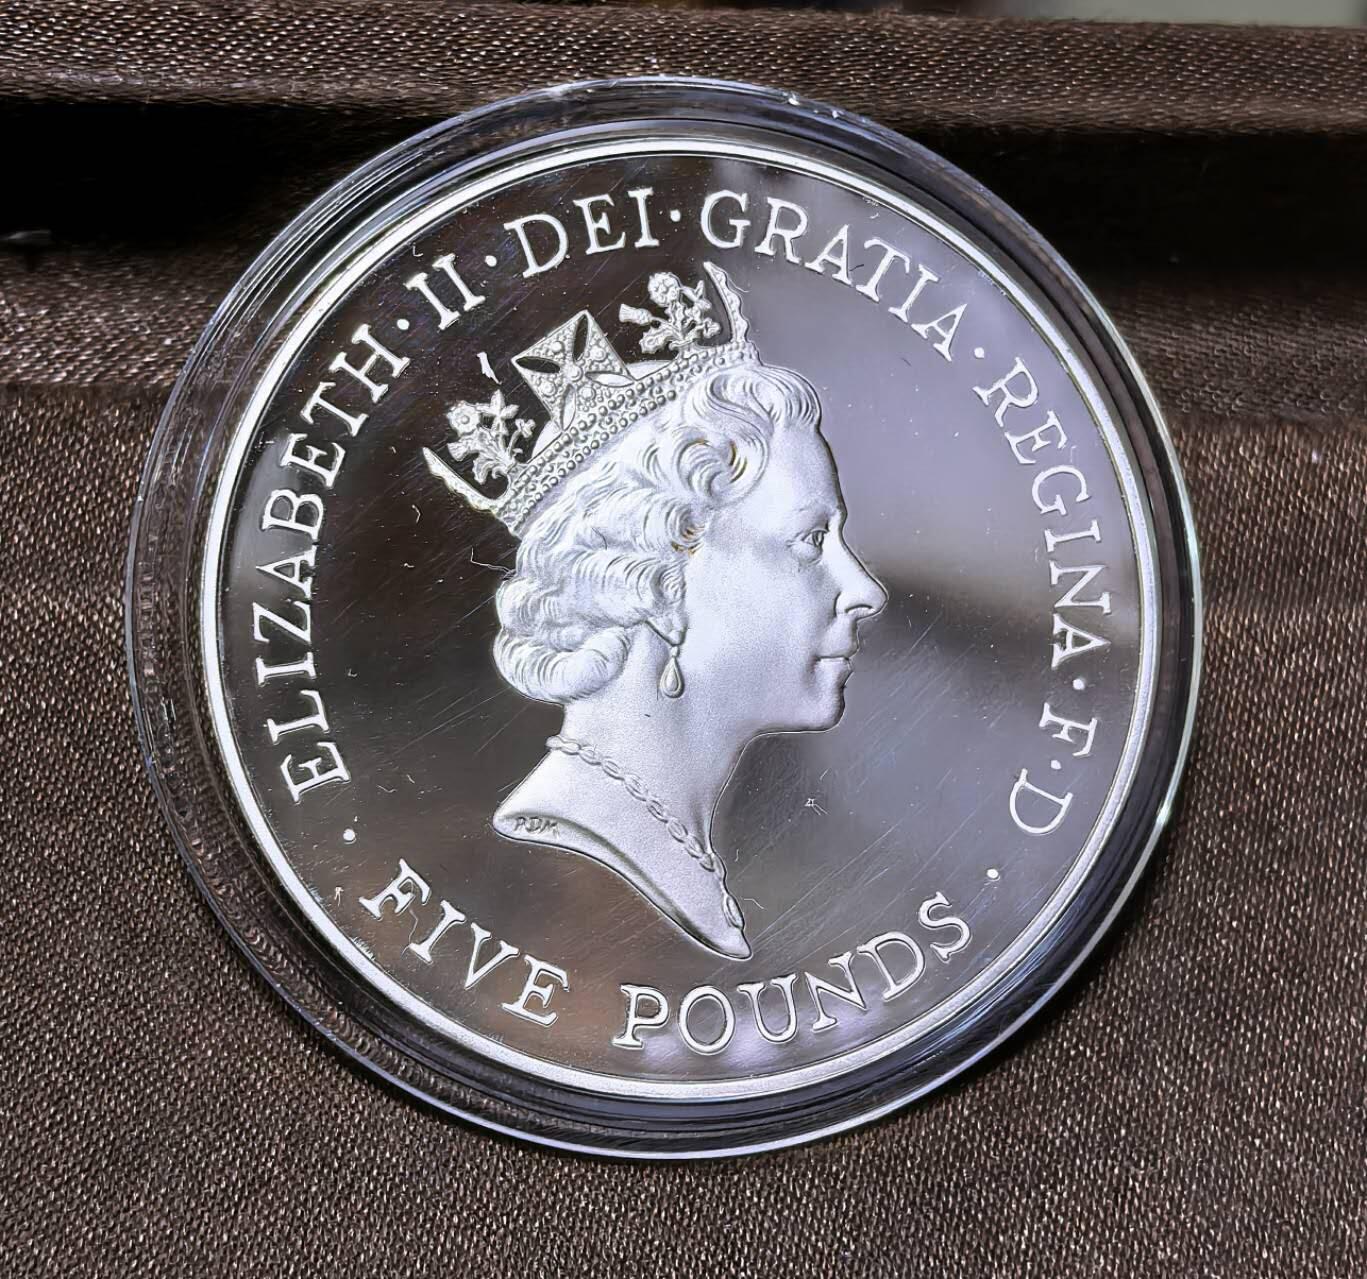 ELIZABETH · II · DEI · GRATIA · REGINA · F · D ·
FIVE POUNDS ·
RDM